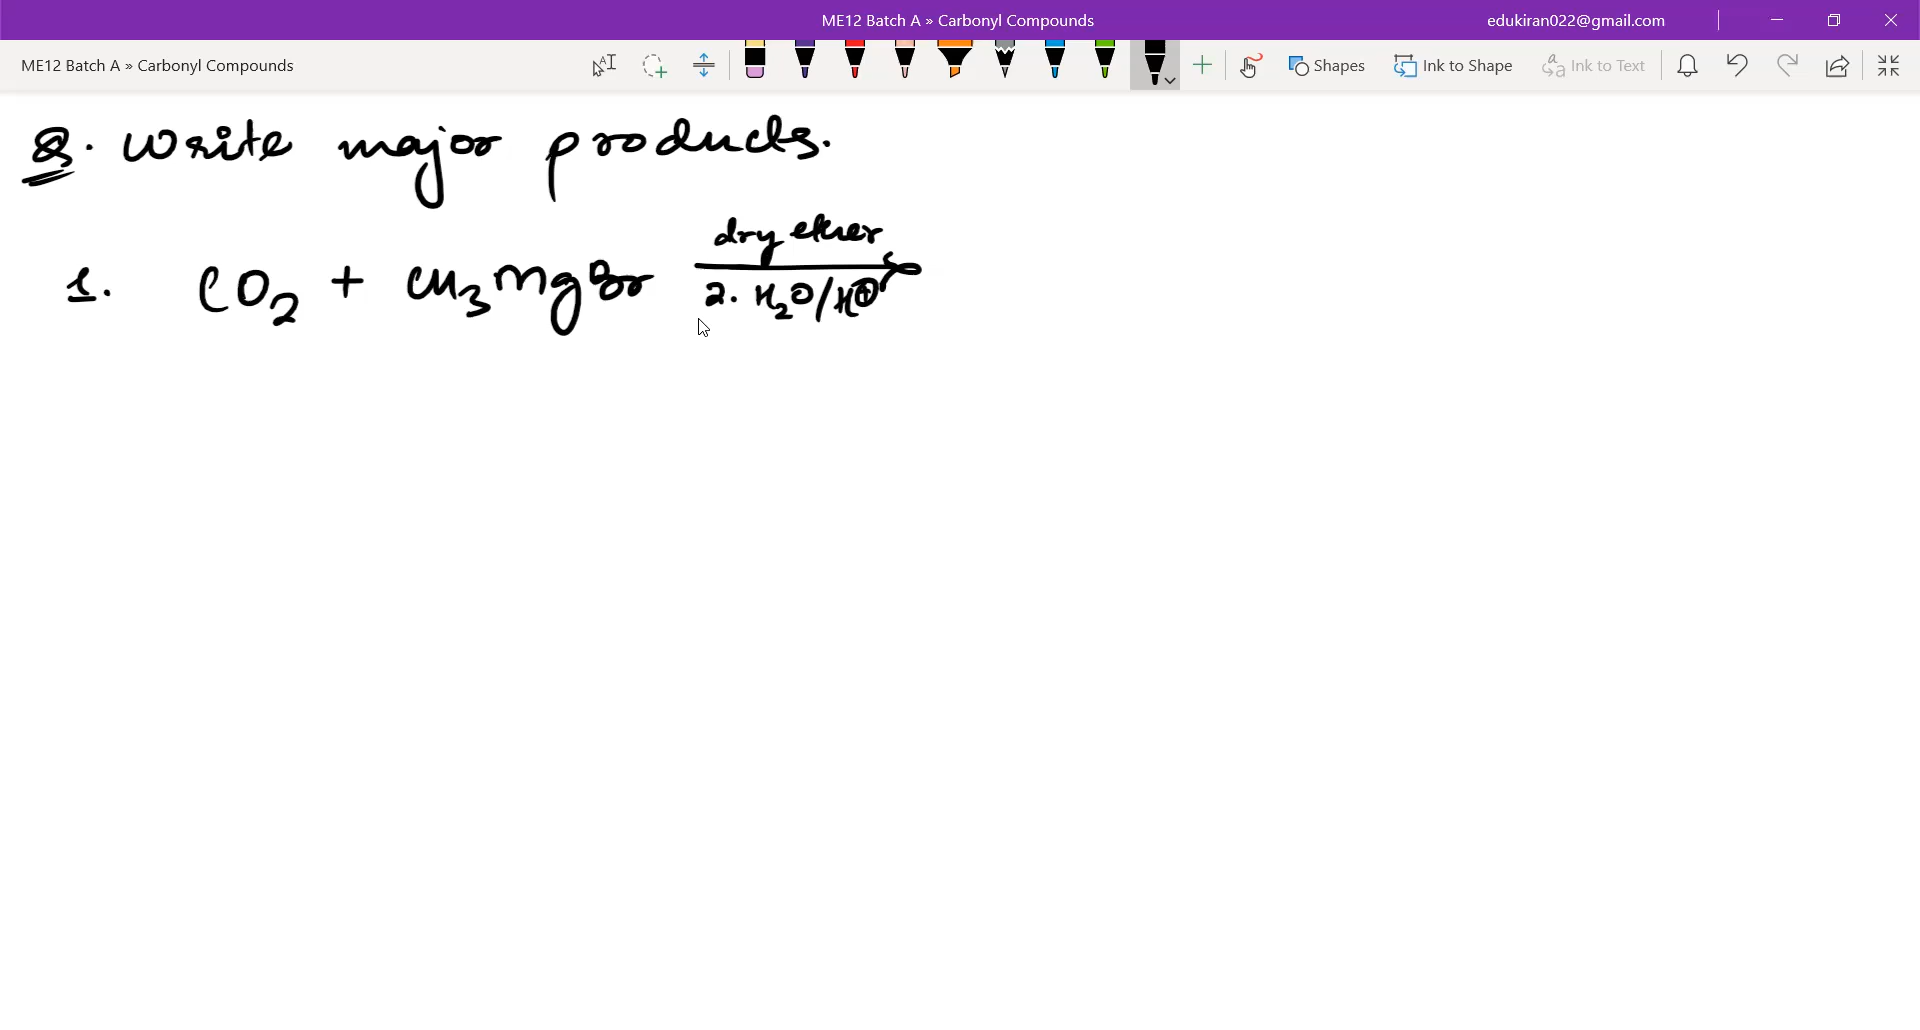 ME12 Batch A » Carbonyl Compounds
edukiran022@gmail.com
ME12 Batch A » Carbonyl Compounds
Shapes
Ink to Shape
Ink to Text
Q. Write major products.
dry ether
1. CO₂ + CH₃MgBr
2. H₂O/H⊕